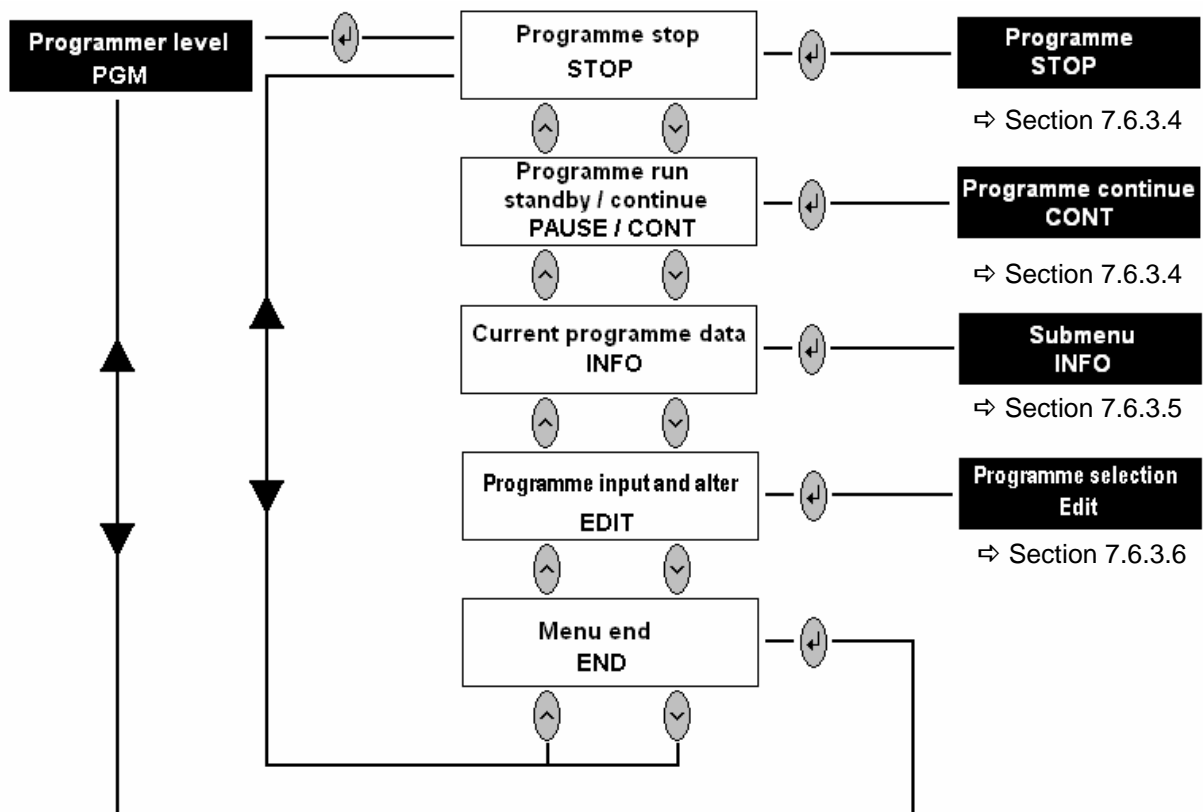 Programmer level
PGM
Programme stop
STOP
Programme
STOP
⇨ Section 7.6.3.4
Programme run
standby / continue
PAUSE / CONT
Programme continue
CONT
⇨ Section 7.6.3.4
Current programme data
INFO
Submenu
INFO
⇨ Section 7.6.3.5
Programme input and alter
EDIT
Programme selection
Edit
⇨ Section 7.6.3.6
Menu end
END